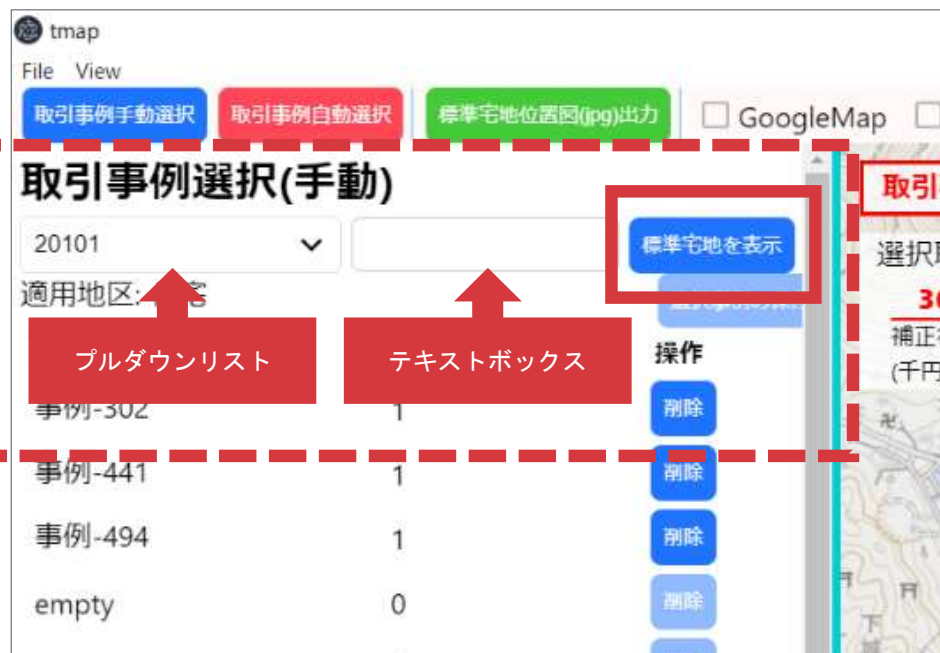 tmap
File View
取引事例手動選択 取引事例自動選択 標準宅地位置図(jpg)出力 GoogleMap
取引事例選択(手動)
取引
20101 標準宅地を表示
選択
適用地区: 宅
プルダウンリスト テキストボックス
補正
(千円
操作
事例-302 1 削除
事例-441 1 削除
事例-494 1 削除
empty 0 削除
下